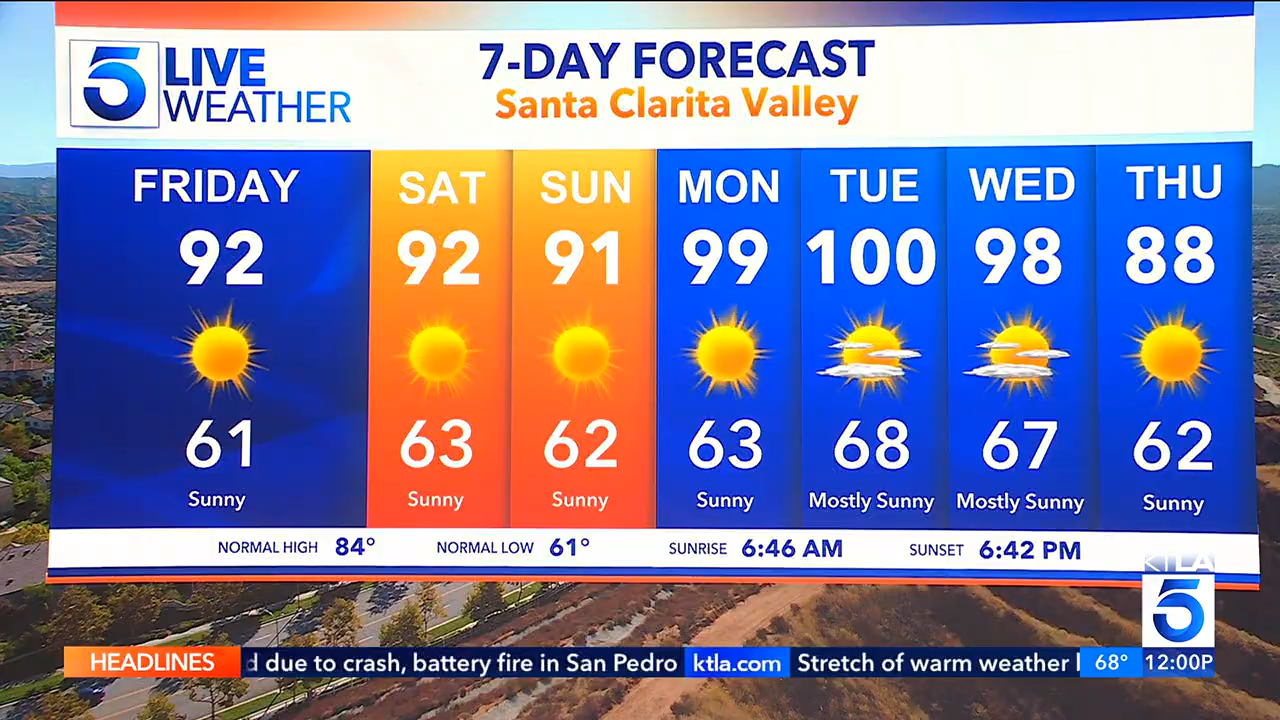 5 LIVE WEATHER
7-DAY FORECAST
Santa Clarita Valley
FRIDAY SAT SUN MON TUE WED THU
92 92 91 99 100 98 88
61 63 62 63 68 67 62
Sunny Sunny Sunny Sunny Mostly Sunny Mostly Sunny Sunny
NORMAL HIGH 84° NORMAL LOW 61° SUNRISE 6:46 AM SUNSET 6:42 PM
KTLA
5
HEADLINES due to crash, battery fire in San Pedro ktla.com Stretch of warm weather 68° 12:00P